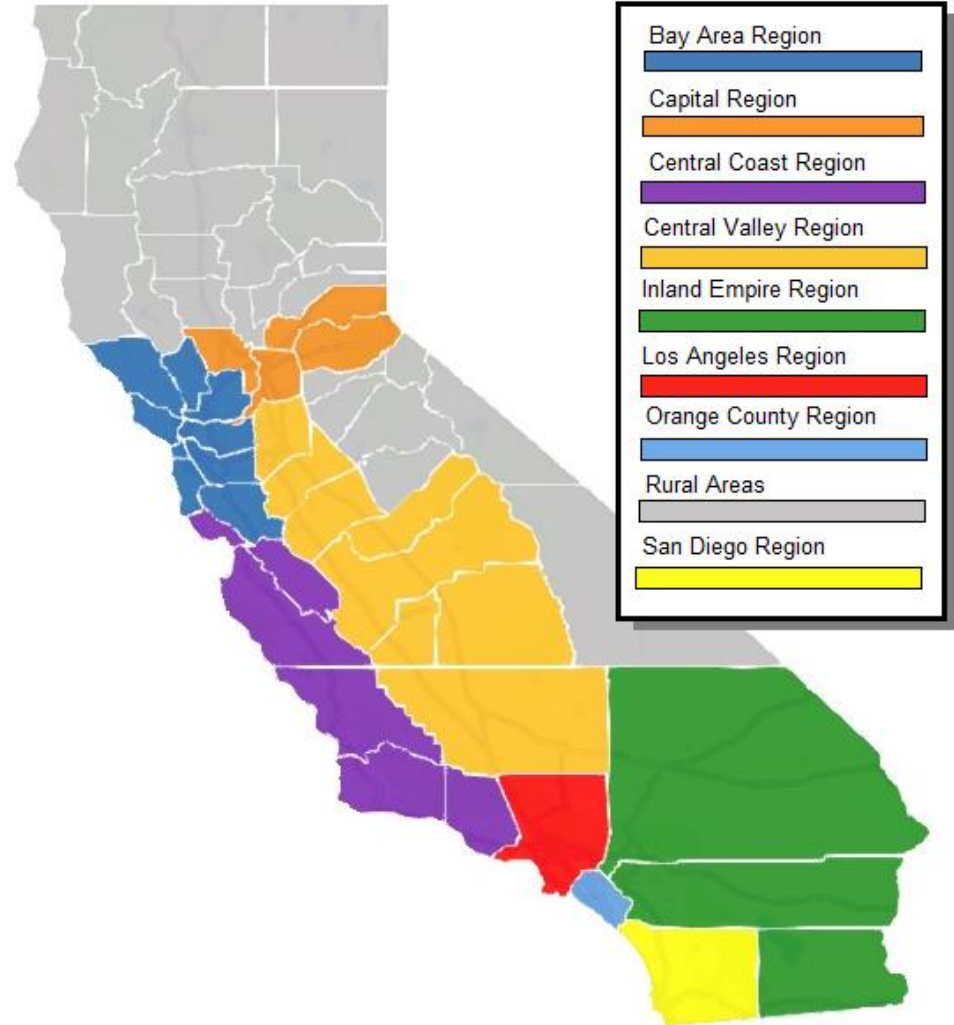 Bay Area Region
Capital Region
Central Coast Region
Central Valley Region
Inland Empire Region
Los Angeles Region
Orange County Region
Rural Areas
San Diego Region